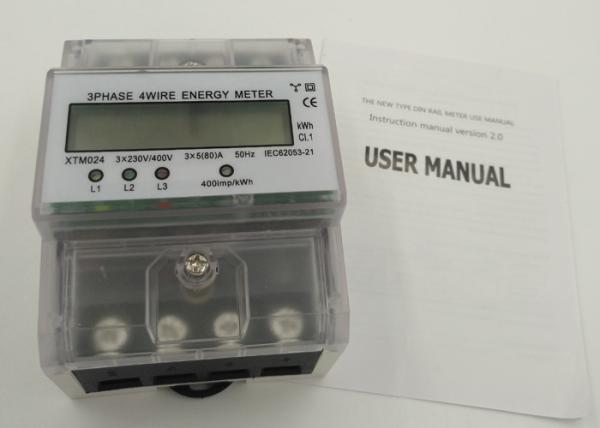 3PHASE 4WIRE ENERGY METER
CE
kWh
Cl.1
XTM024 3×230V/400V 3×5(80)A 50Hz IEC62053-21
L1 L2 L3
400imp/kWh
THE NEW TYPE DIN RAIL METER USE MANUAL
Instruction manual version 2.0
USER MANUAL